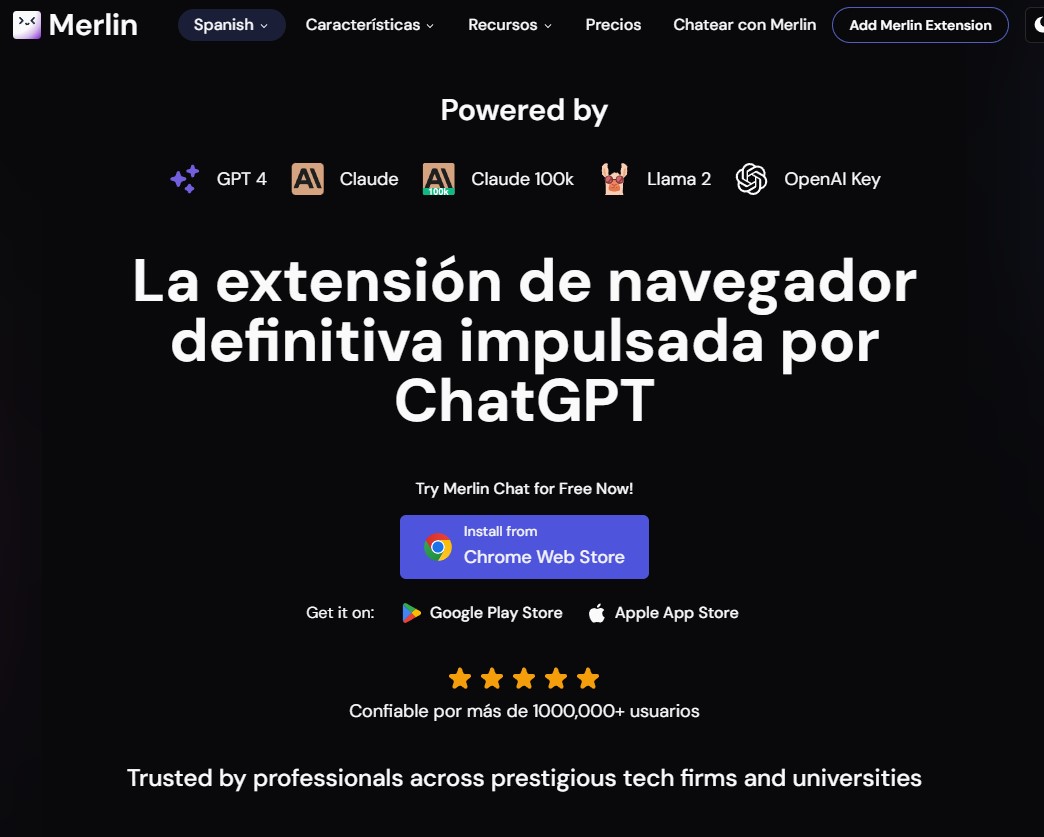 Merlin Spanish Características Recursos Precios Chatear con Merlin Add Merlin Extension
Powered by
GPT 4 Claude 100k Claude 100k Llama 2 OpenAI Key
La extensión de navegador
definitiva impulsada por
ChatGPT
Try Merlin Chat for Free Now!
Install from
Chrome Web Store
Get it on: Google Play Store Apple App Store
Confiable por más de 1000,000+ usuarios
Trusted by professionals across prestigious tech firms and universities